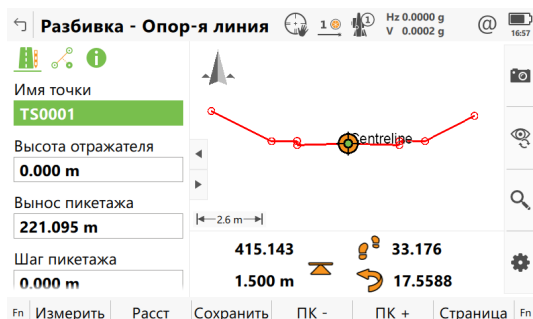 Разбивка - Опор-я линия
1
1
Hz 0.0000 g
V 0.0002 g
@
16:57
Имя точки
TS0001
Высота отражателя
0.000 m
Вынос пикетажа
221.095 m
Шаг пикетажа
0.000 m
Centreline
2.6 m
415.143
33.176
1.500 m
17.5588
Fn Измерить Расст Сохранить ПК - ПК + Страница Fn